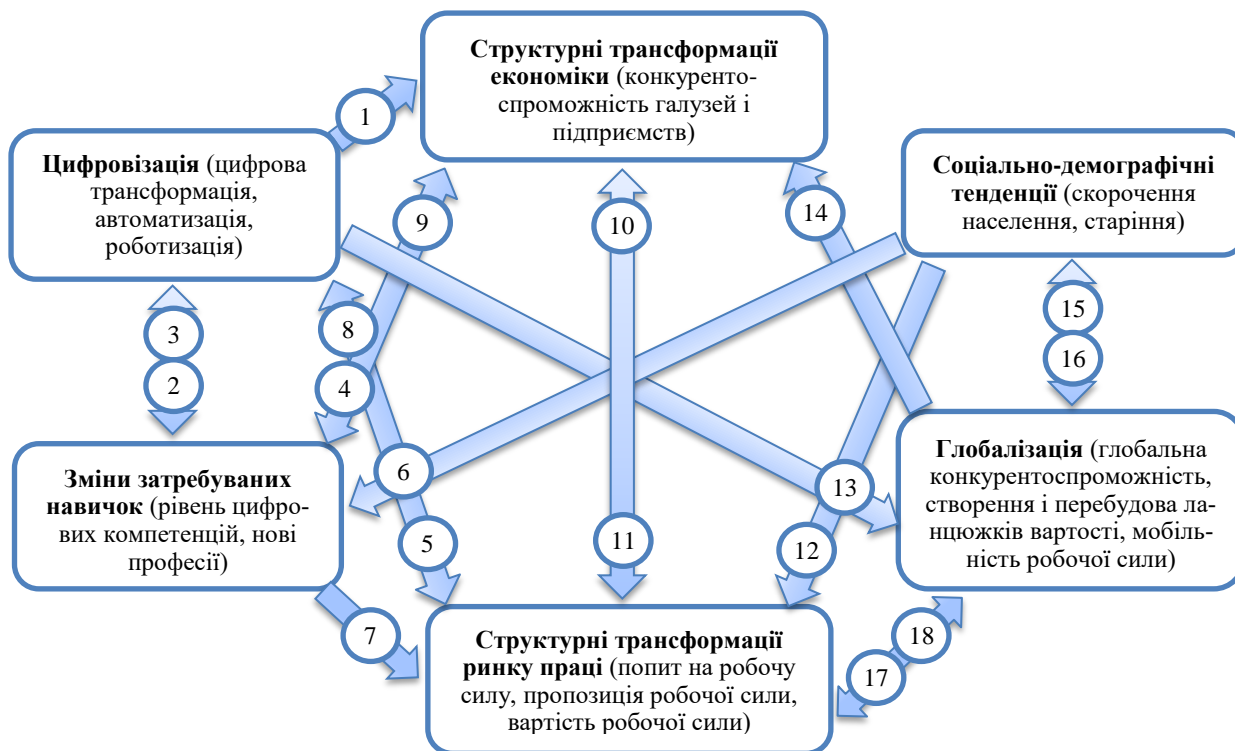 Структурні трансформації
економіки (конкуренто-
спроможність галузей і
підприємств)
1
Цифровізація (цифрова
трансформація,
автоматизація,
роботизація)
Соціально-демографічні
тенденції (скорочення
населення, старіння)
9
10
14
3
2
8
4
15
16
6
5
11
13
12
Зміни затребуваних
навичок (рівень цифро-
вих компетенцій, нові
професії)
Глобалізація (глобальна
конкурентоспроможність,
створення і перебудова ла-
нцюжків вартості, мобіль-
ність робочої сили)
7
Структурні трансформації
ринку праці (попит на робочу
силу, пропозиція робочої сили,
вартість робочої сили)
18
17